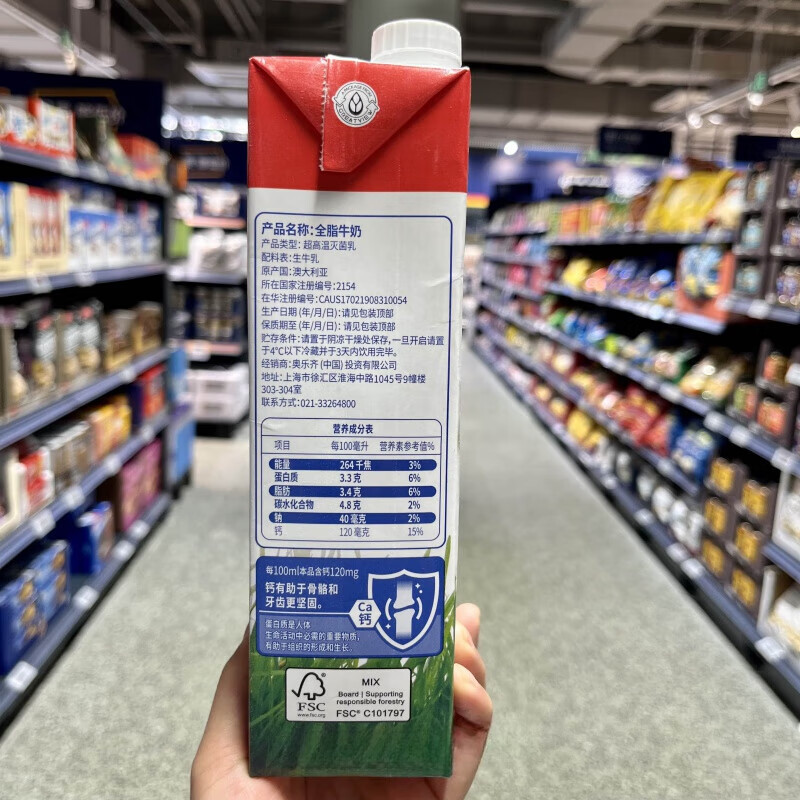 产品名称:全脂牛奶
产品类型: 超高温灭菌乳
配料表: 生牛乳
原产国: 澳大利亚
所在国家注册编号: 2154
在华注册编号: CAUS17021908310054
生产日期 (年/月/日): 请见包装顶部
保质期至 (年/月/日): 请见包装顶部
贮存条件: 请置于阴凉干燥处保存,一旦开启请置
于4℃以下冷藏并于3天内饮用完毕。
经销商: 奥乐齐 (中国) 投资有限公司
地址: 上海市徐汇区淮海中路1045号9幢楼
303-304室
联系方式: 021-33264800
营养成分表
项目 每100毫升 营养素参考值%
能量 264 千焦 3%
蛋白质 3.3 克 6%
脂肪 3.4 克 6%
碳水化合物 4.8 克 2%
钠 40 毫克 2%
钙 120 毫克 15%
每100ml本品含钙120mg
钙有助于骨骼和
牙齿更坚固。
Ca
钙
蛋白质是人体
生命活动中必需的重要物质,
有助于组织的形成和生长。
FSC
www.fsc.org
MIX
Board | Supporting
responsible forestry
FSC® C101797